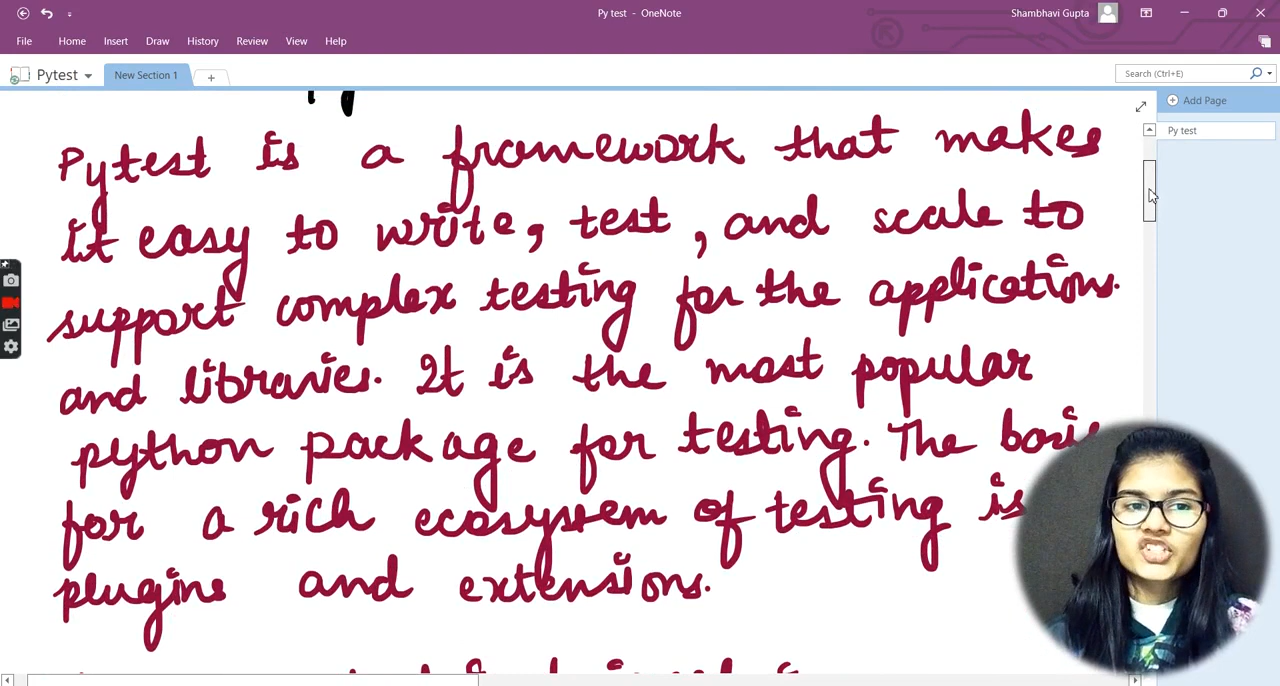 Py test - OneNote
Shambhavi Gupta
File Home Insert Draw History Review View Help
Pytest
New Section 1
+
Search (Ctrl+E)
Add Page
Py test
Pytest is a framework that makes
it easy to write, test, and scale to
support complex testing for the applications.
and libraries. It is the most popular
python package for testing. The
for a rich ecosystem of testing is
plugins and extensions.